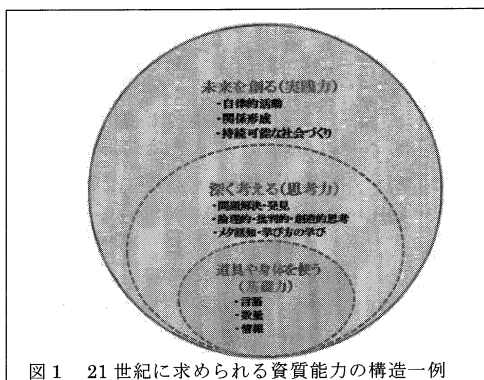 未来を創る(実践力)
・自律的活動
・関係形成
・持続可能な社会づくり
深く考える(思考力)
・問題解決・発見
・論理的・批判的・創造的思考
・メタ認知・学び方の学び
道具や身体を使う
(基礎力)
・言語
・数量
・情報
図1 21世紀に求められる資質能力の構造一例